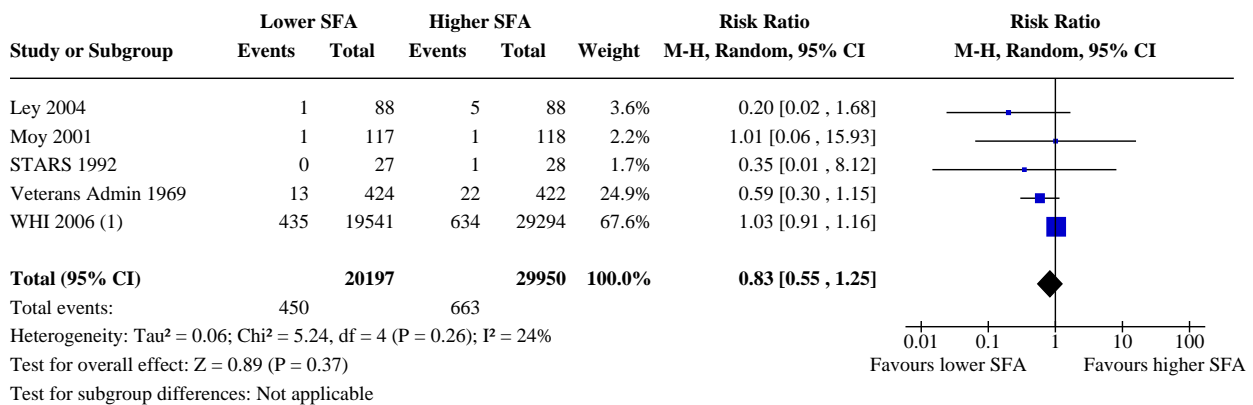 Lower SFA Higher SFA Risk Ratio Risk Ratio
Study or Subgroup Events Total Events Total Weight M-H, Random, 95% CI M-H, Random, 95% CI
Ley 2004 1 88 5 88 3.6% 0.20 [0.02 , 1.68]
Moy 2001 1 117 1 118 2.2% 1.01 [0.06 , 15.93]
STARS 1992 0 27 1 28 1.7% 0.35 [0.01 , 8.12]
Veterans Admin 1969 13 424 22 422 24.9% 0.59 [0.30 , 1.15]
WHI 2006 (1) 435 19541 634 29294 67.6% 1.03 [0.91 , 1.16]
Total (95% CI) 20197 29950 100.0% 0.83 [0.55 , 1.25]
Total events: 450 663
Heterogeneity: Tau² = 0.06; Chi² = 5.24, df = 4 (P = 0.26); I² = 24%
0.01 0.1 1 10 100
Test for overall effect: Z = 0.89 (P = 0.37)
Favours lower SFA Favours higher SFA
Test for subgroup differences: Not applicable